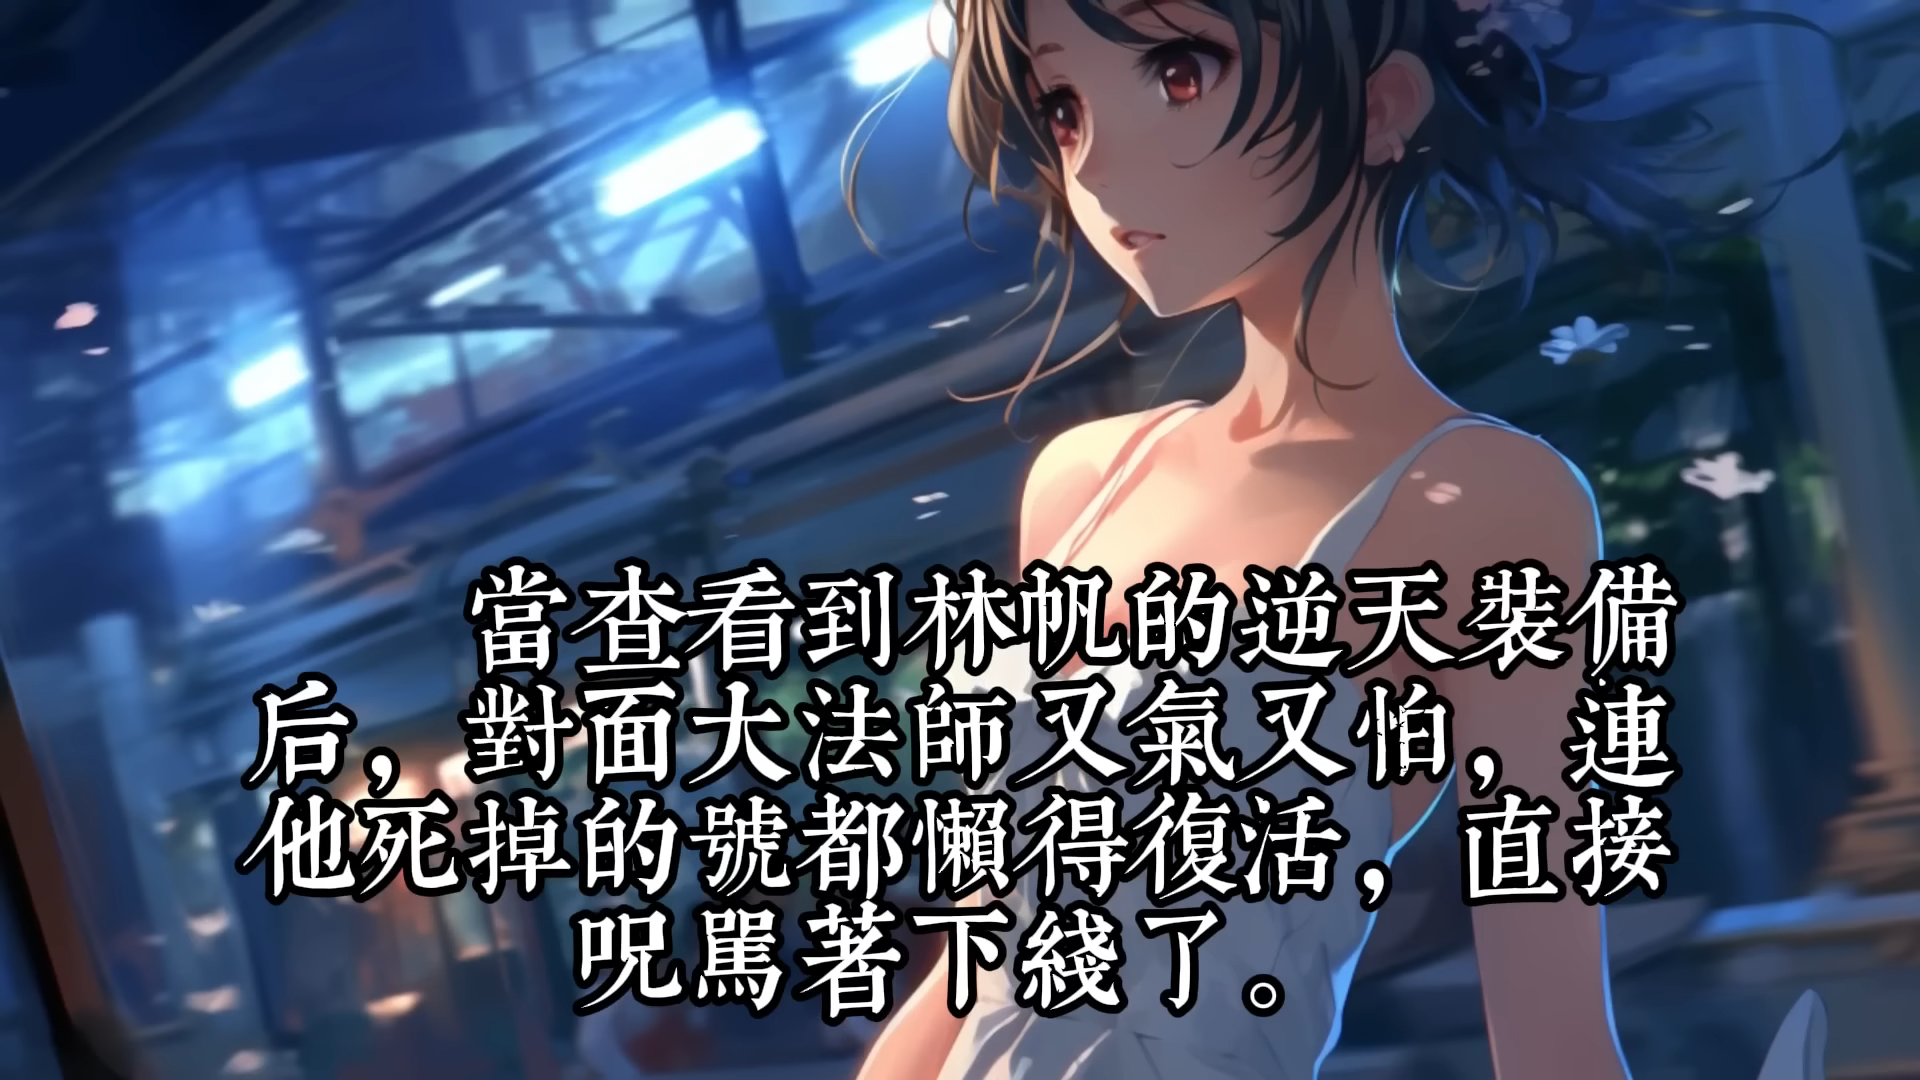 當查看到林帆的逆天裝備
后，對面大法師又氣又怕，連
他死掉的號都懶得復活，直接
呪駡著下綫了。